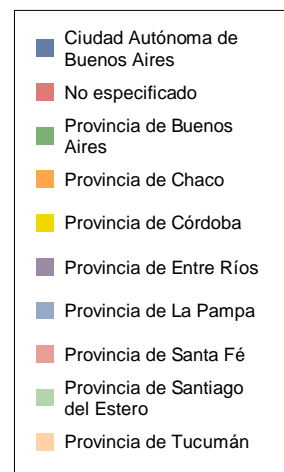 Ciudad Autónoma de
Buenos Aires
No especificado
Provincia de Buenos
Aires
Provincia de Chaco
Provincia de Córdoba
Provincia de Entre Ríos
Provincia de La Pampa
Provincia de Santa Fé
Provincia de Santiago
del Estero
Provincia de Tucumán